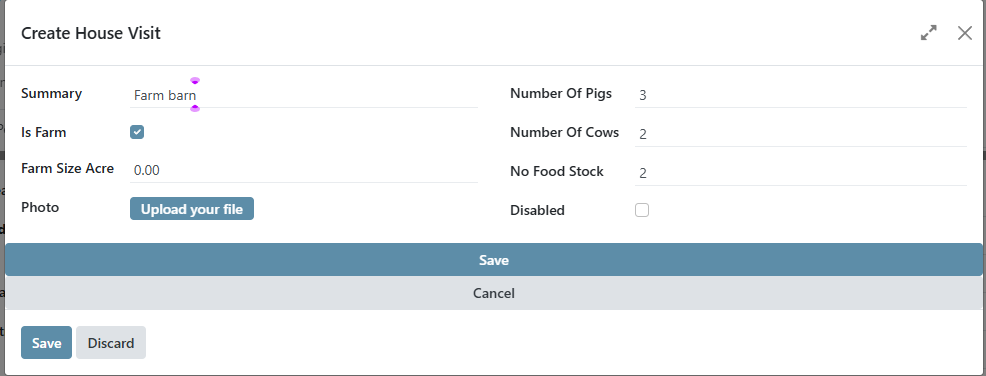 Create House Visit
Summary Farm barn
Number Of Pigs 3
Is Farm
Number Of Cows 2
Farm Size Acre 0.00
No Food Stock 2
Photo Upload your file
Disabled
Save
Cancel
Save Discard